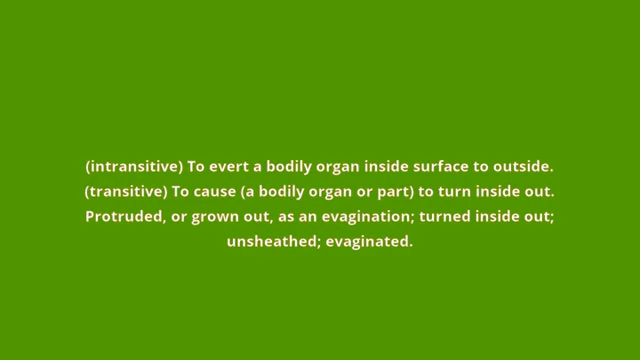 (intransitive) To evert a bodily organ inside surface to outside.
(transitive) To cause (a bodily organ or part) to turn inside out.
Protruded, or grown out, as an evagination; turned inside out;
unsheathed; evaginated.